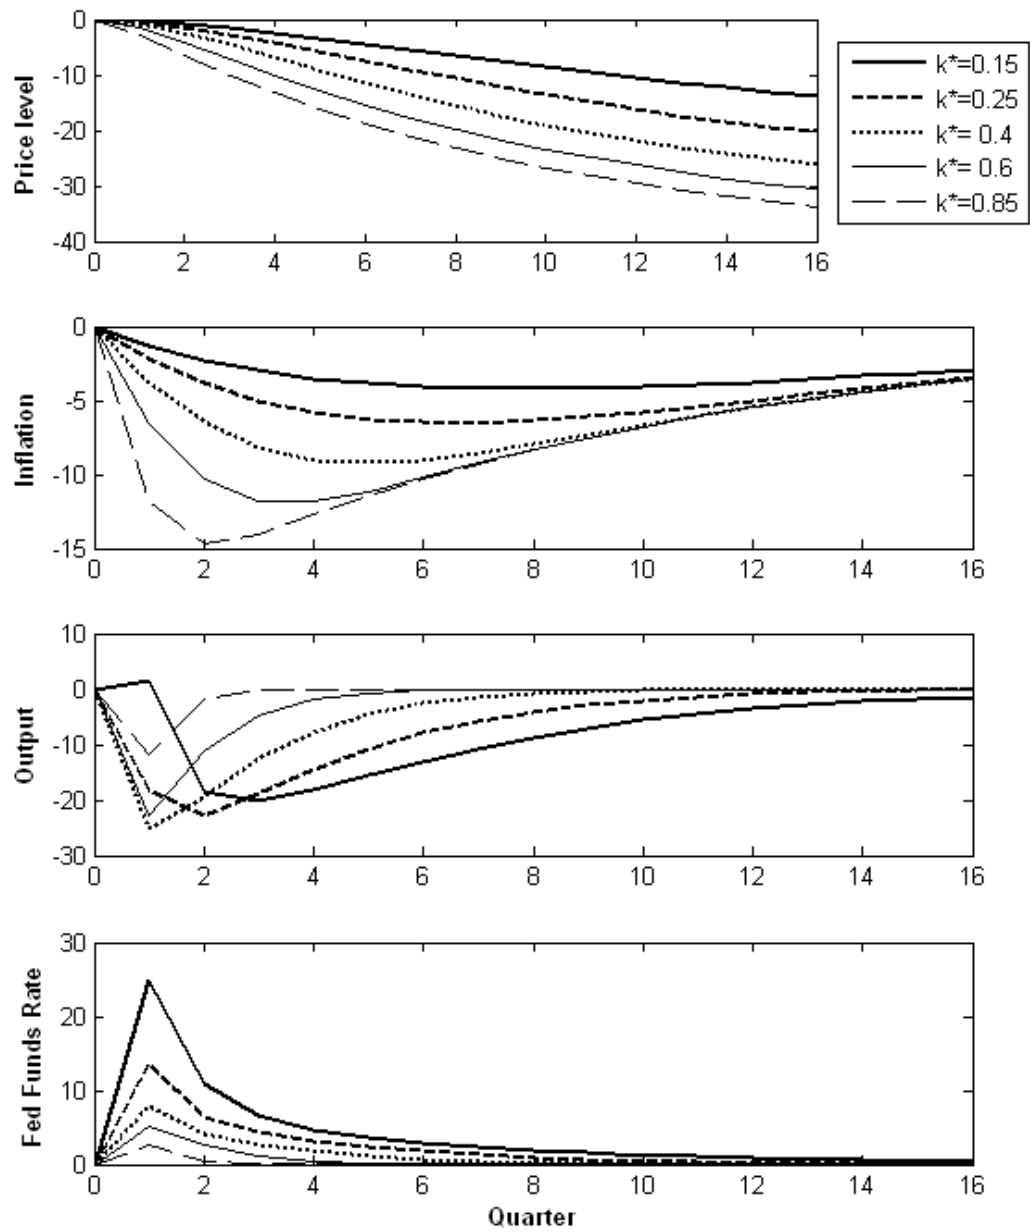 Price level
0
-10
-20
-30
-40
0 2 4 6 8 10 12 14 16
k*=0.15
k*=0.25
k*= 0.4
k*= 0.6
k*=0.85
Inflation
0
-5
-10
-15
0 2 4 6 8 10 12 14 16
Output
10
0
-10
-20
-30
0 2 4 6 8 10 12 14 16
Fed Funds Rate
30
20
10
0
0 2 4 6 8 10 12 14 16
Quarter